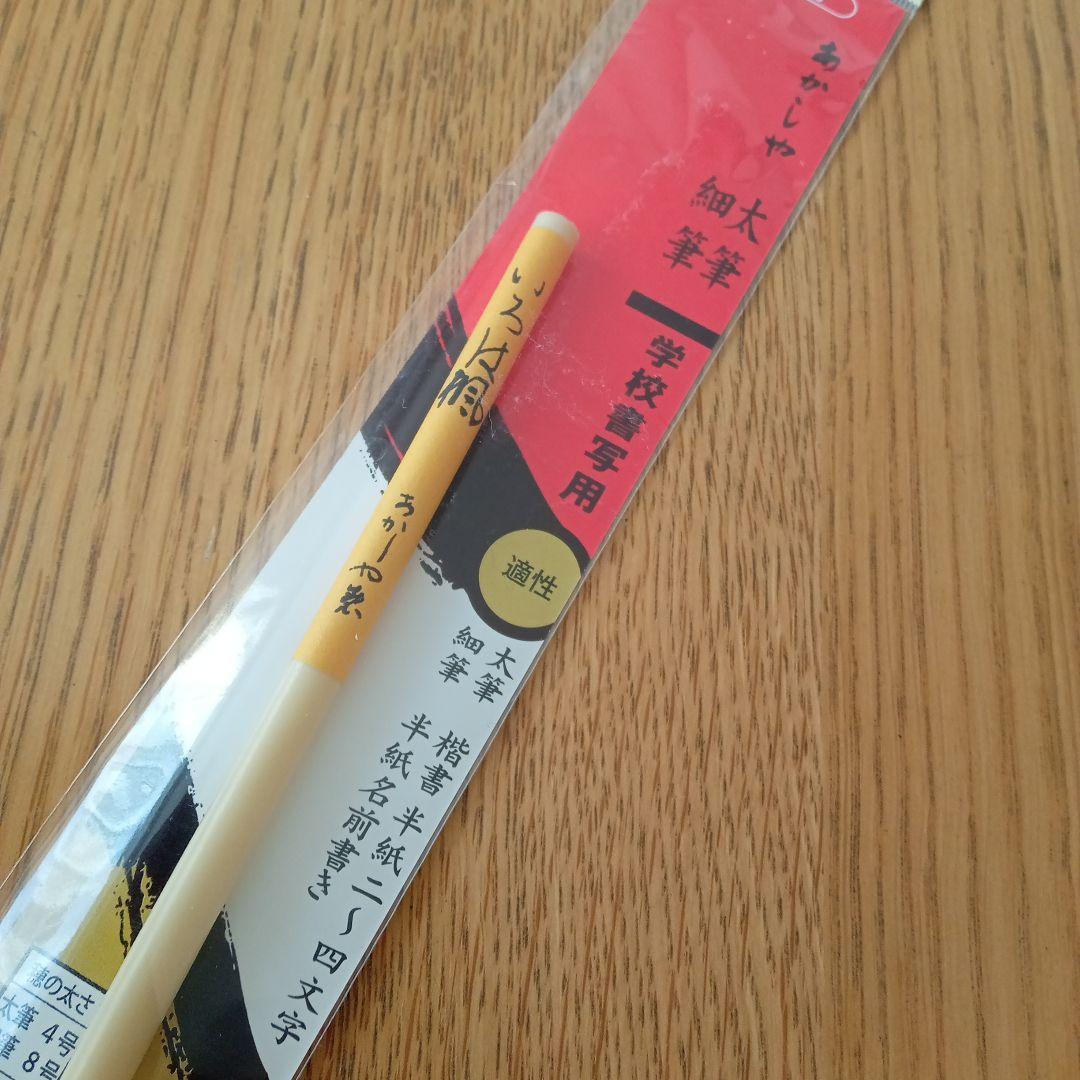 あかしや
太筆
細筆
学校書写用
いろは楓
あかしや製
適性
太筆 楷書 半紙二〜四文字
細筆 半紙名前書き
穂の太さ
太筆 4号
筆 8号